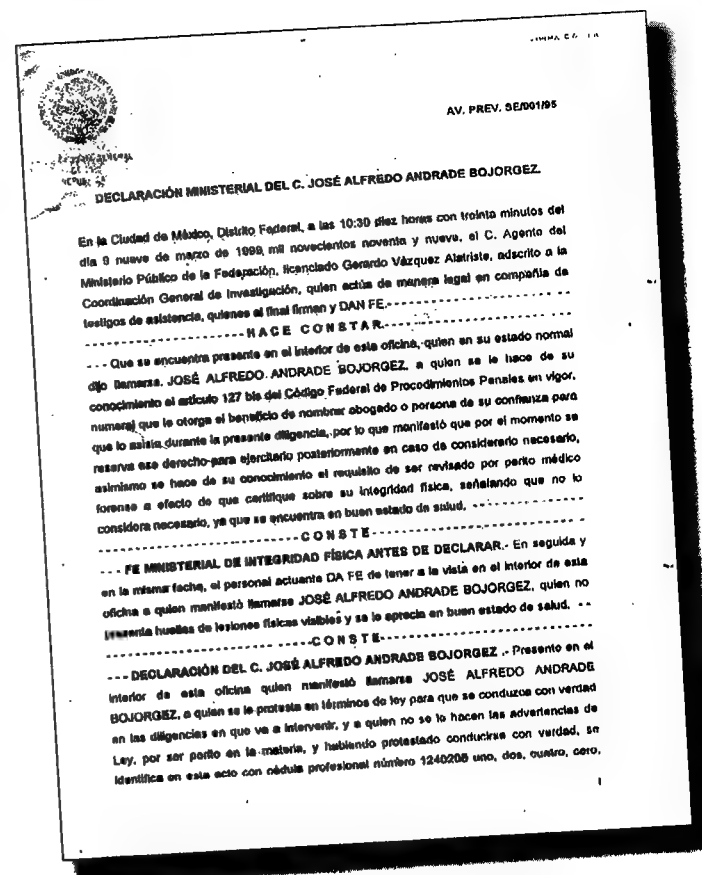 AV. PREV. SE/001/95
DECLARACIÓN MINISTERIAL DEL C. JOSÉ ALFREDO ANDRADE BOJORGEZ.
En la Ciudad de México, Distrito Federal, a las 10:30 diez horas con treinta minutos del
día 9 nueve de marzo de 1999, mil novecientos noventa y nueve, el C. Agente del
Ministerio Público de la Federación, licenciado Gerardo Vázquez Alatriste, adscrito a la
Coordinación General de Investigación, quien actúa de manera legal en compañía de
testigos de asistencia, quienes al final firman y DAN FE.- - - - - - - - - - - - - - - - - - - -
- - - - - - - - - - - - - - - - - - - - H A C E C O N S T A R.- - - - - - - - - - - - - - - - - - - -
- - - Que se encuentra presente en el interior de esta oficina, quien en su estado normal
dijo llamarse, JOSÉ ALFREDO ANDRADE BOJORGEZ, a quien se le hace de su
conocimiento el artículo 127 bis del Código Federal de Procedimientos Penales en vigor,
numeral que le otorga el beneficio de nombrar abogado o persona de su confianza para
que lo asista durante la presente diligencia, por lo que manifestó que por el momento se
reserva ese derecho para ejercitarlo posteriormente en caso de considerarlo necesario,
asimismo se hace de su conocimiento el requisito de ser revisado por perito médico
forense a efecto de que certifique sobre su integridad física, señalando que no lo
considera necesario, ya que se encuentra en buen estado de salud. - - - - - - - - - - - -
- - - - - - - - - - - - - - - - - - - - - - - - C O N S T E - - - - - - - - - - - - - - - - - - - - - - - -
- - - FE MINISTERIAL DE INTEGRIDAD FÍSICA ANTES DE DECLARAR.- En seguida y
en la misma fecha, el personal actuante DA FE de tener a la vista en el interior de esta
oficina a quien manifestó llamarse JOSÉ ALFREDO ANDRADE BOJORGEZ, quien no
presenta huellas de lesiones físicas visibles y se le aprecia en buen estado de salud. - -
- - - - - - - - - - - - - - - - - - - - - - - -C O N S T E- - - - - - - - - - - - - - - - - - - - - - - -
- - - DECLARACIÓN DEL C. JOSÉ ALFREDO ANDRADE BOJORGEZ .- Presente en el
interior de esta oficina quien manifestó llamarse JOSÉ ALFREDO ANDRADE
BOJORGEZ, a quien se le protesta en términos de ley para que se conduzca con verdad
en las diligencias en que va a intervenir, y a quien no se le hacen las advertencias de
Ley, por ser perito en la materia, y habiendo protestado conducirse con verdad, se
identifica en este acto con cédula profesional número 1240205 uno, dos, cuatro, cero,